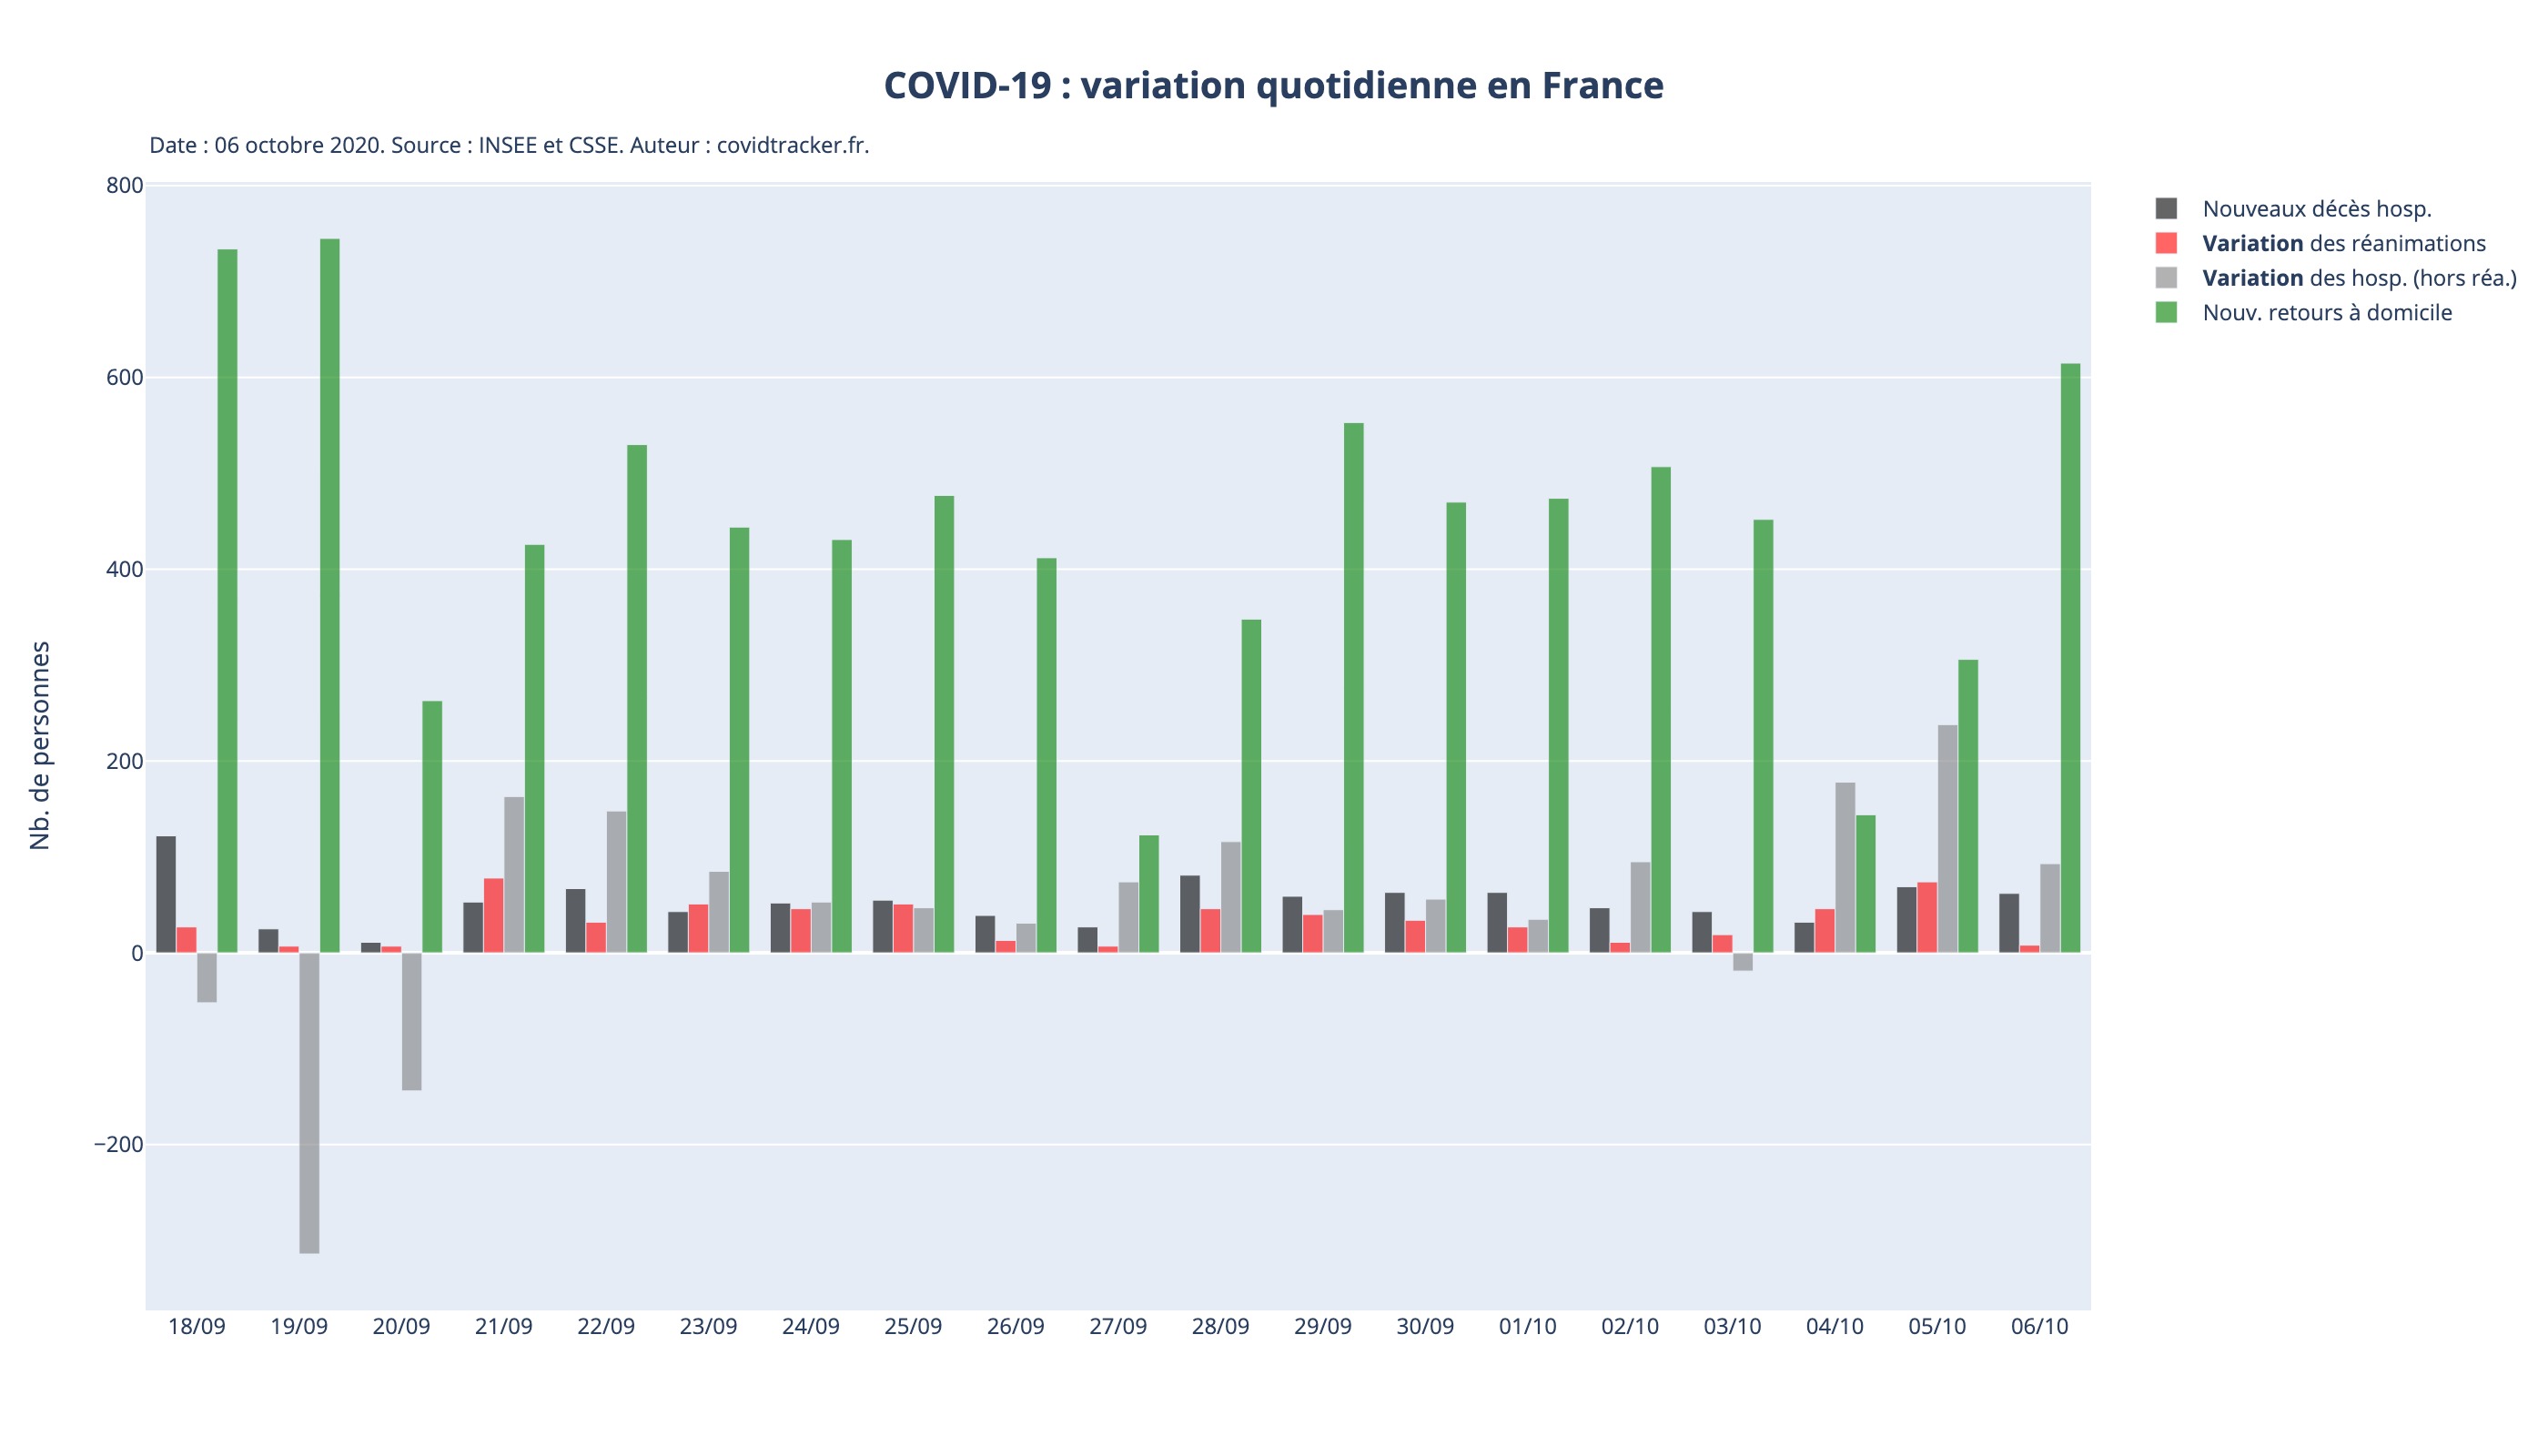 COVID-19 : variation quotidienne en France
Date : 06 octobre 2020. Source : INSEE et CSSE. Auteur : covidtracker.fr.
Nouveaux décès hosp.
Variation des réanimations
Variation des hosp. (hors réa.)
Nouv. retours à domicile
Nb. de personnes
800
600
400
200
0
−200
18/09 19/09 20/09 21/09 22/09 23/09 24/09 25/09 26/09 27/09 28/09 29/09 30/09 01/10 02/10 03/10 04/10 05/10 06/10